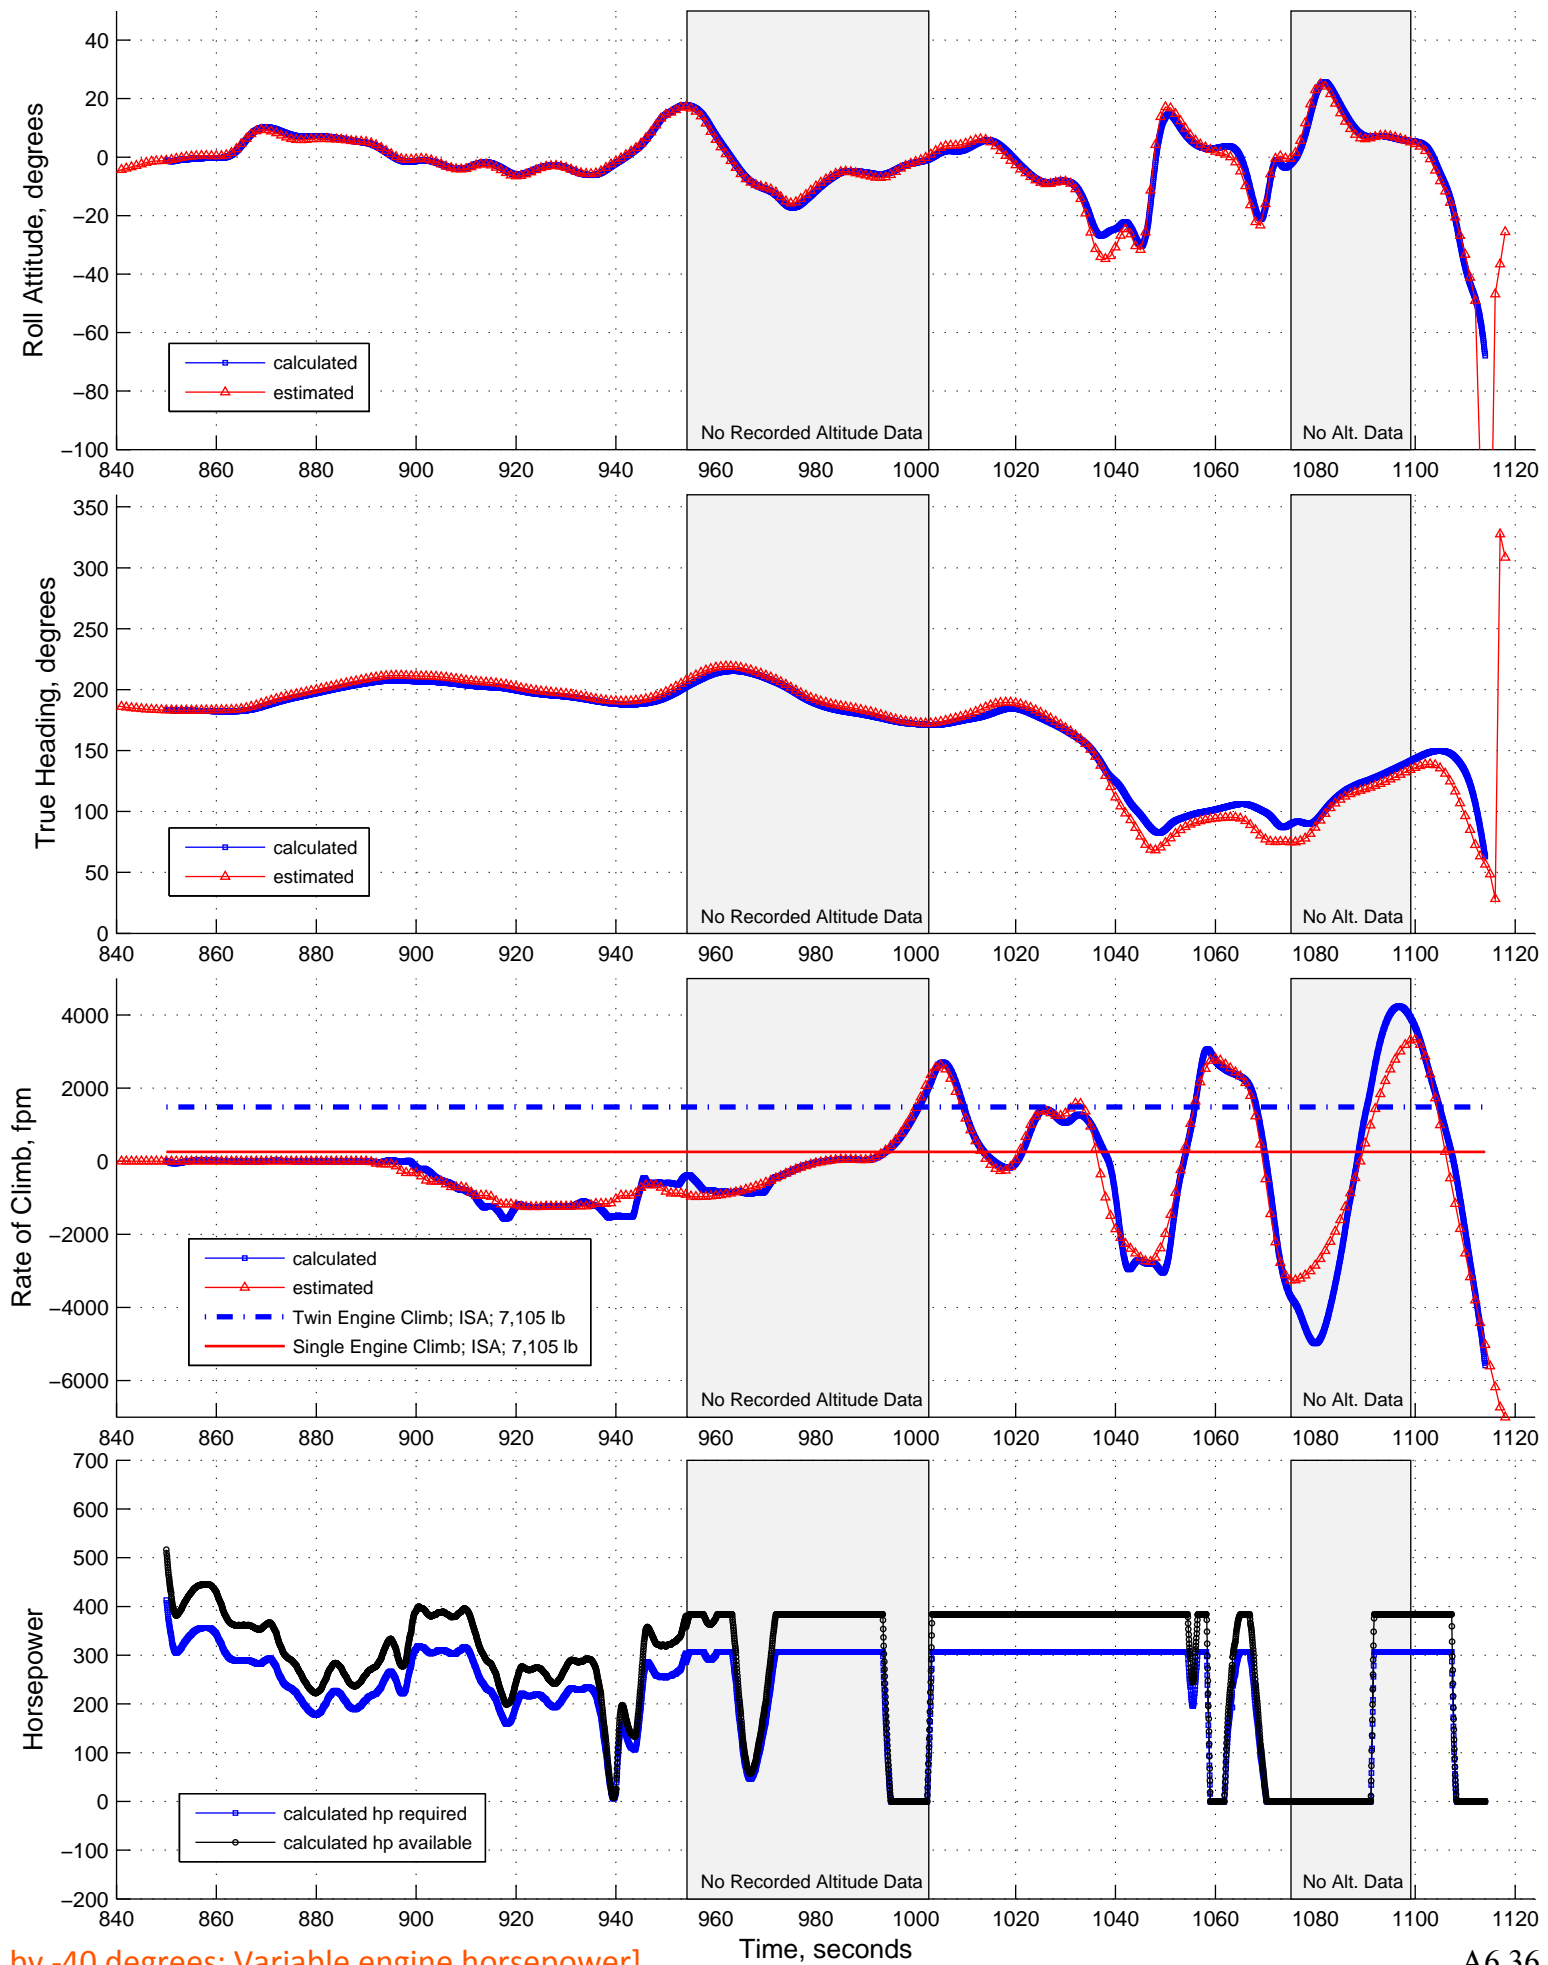 40
20
0
−20
−40
−60
−80
−100
Roll Attitude, degrees
calculated
estimated
No Recorded Altitude Data
No Alt. Data
840 860 880 900 920 940 960 980 1000 1020 1040 1060 1080 1100 1120
350
300
250
200
150
100
50
0
True Heading, degrees
calculated
estimated
No Recorded Altitude Data
No Alt. Data
840 860 880 900 920 940 960 980 1000 1020 1040 1060 1080 1100 1120
4000
2000
0
−2000
−4000
−6000
Rate of Climb, fpm
calculated
estimated
Twin Engine Climb; ISA; 7,105 lb
Single Engine Climb; ISA; 7,105 lb
No Recorded Altitude Data
No Alt. Data
840 860 880 900 920 940 960 980 1000 1020 1040 1060 1080 1100 1120
700
600
500
400
300
200
100
0
−100
−200
Horsepower
calculated hp required
calculated hp available
No Recorded Altitude Data
No Alt. Data
840 860 880 900 920 940 960 980 1000 1020 1040 1060 1080 1100 1120
Time, seconds
by -40 degrees; Variable engine horsepower]
A6.36